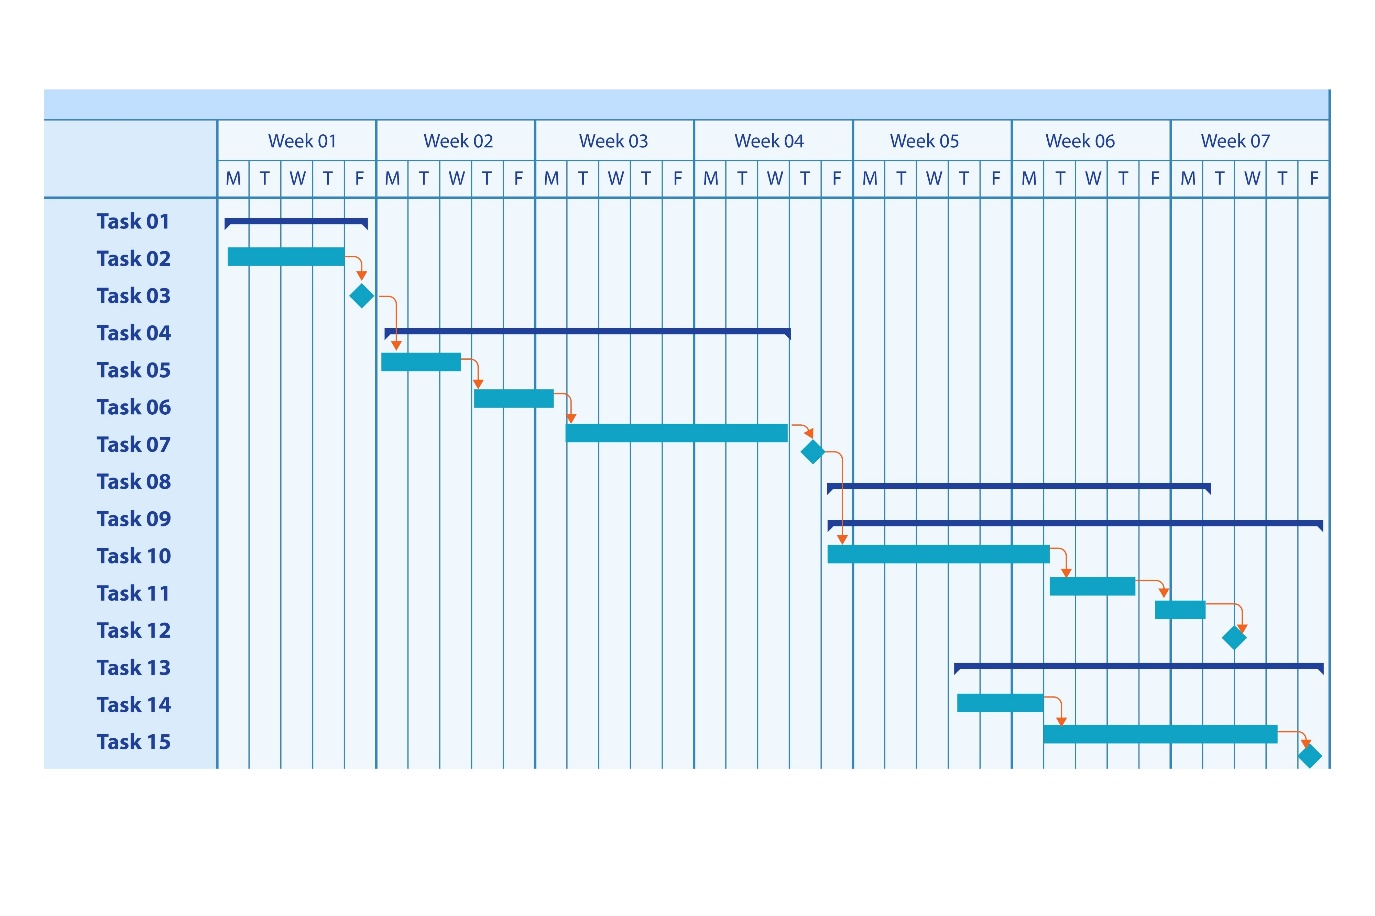 Week 01 Week 02 Week 03 Week 04 Week 05 Week 06 Week 07
M T W T F M T W T F M T W T F M T W T F M T W T F M T W T F M T W T F
Task 01
Task 02
Task 03
Task 04
Task 05
Task 06
Task 07
Task 08
Task 09
Task 10
Task 11
Task 12
Task 13
Task 14
Task 15